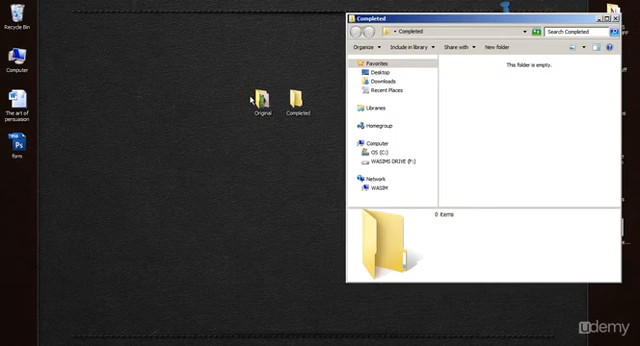 Recycle Bin
Computer
The art of
persuasion
Ps
form
Original
Completed
Completed
Completed
Search Completed
Organize
Include in library
Share with
New folder
Favorites
Desktop
Downloads
Recent Places
Libraries
Homegroup
Computer
OS (C:)
WASIMS DRIVE (F:)
Network
WASIM
This folder is empty.
0 items
udemy